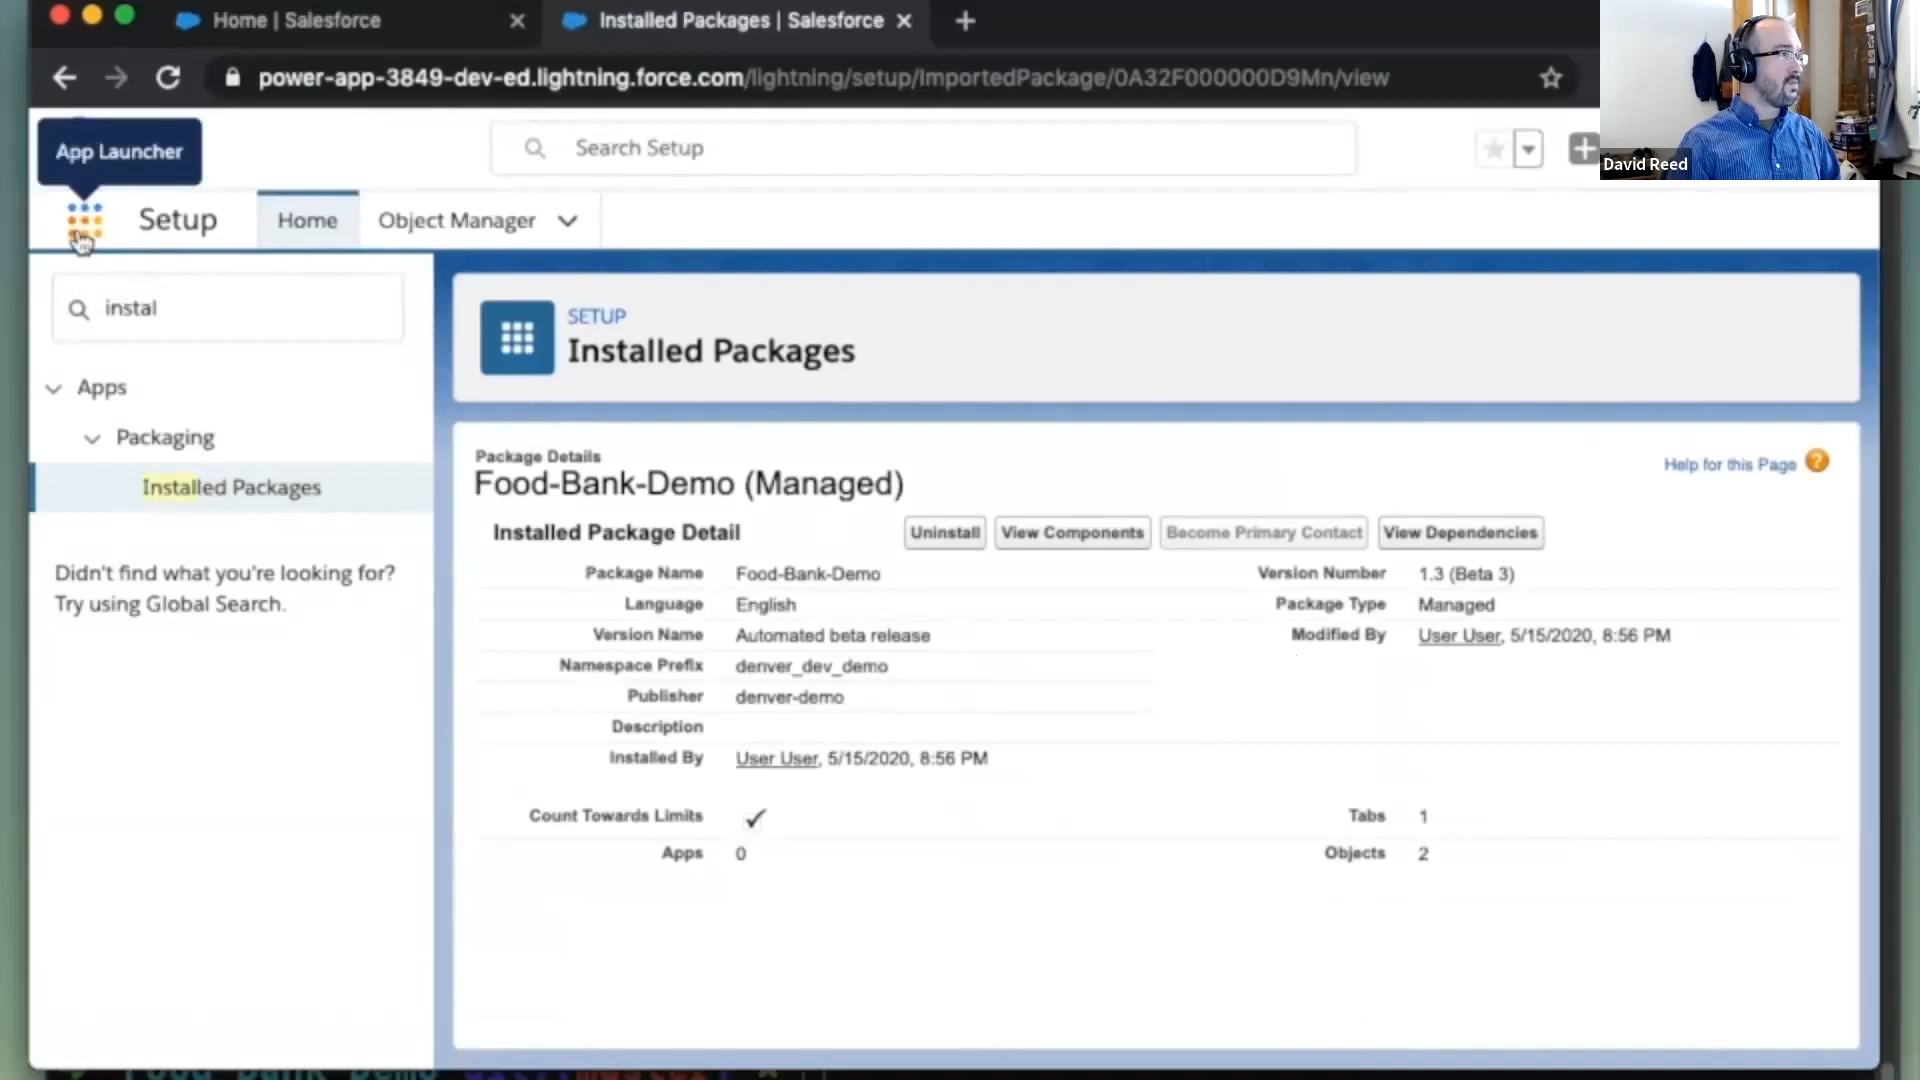 Home | Salesforce
Installed Packages | Salesforce
power-app-3849-dev-ed.lightning.force.com/lightning/setup/ImportedPackage/0A32F000000D9Mn/view
David Reed
App Launcher
Search Setup
Setup
Home
Object Manager
instal
Apps
Packaging
Installed Packages
Didn't find what you're looking for?
Try using Global Search.
SETUP
Installed Packages
Package Details
Food-Bank-Demo (Managed)
Help for this Page
Installed Package Detail
Uninstall
View Components
Become Primary Contact
View Dependencies
Package Name Food-Bank-Demo
Version Number 1.3 (Beta 3)
Language English
Package Type Managed
Version Name Automated beta release
Modified By User User, 5/15/2020, 8:56 PM
Namespace Prefix denver_dev_demo
Publisher denver-demo
Description
Installed By User User, 5/15/2020, 8:56 PM
Count Towards Limits
Tabs 1
Apps 0
Objects 2